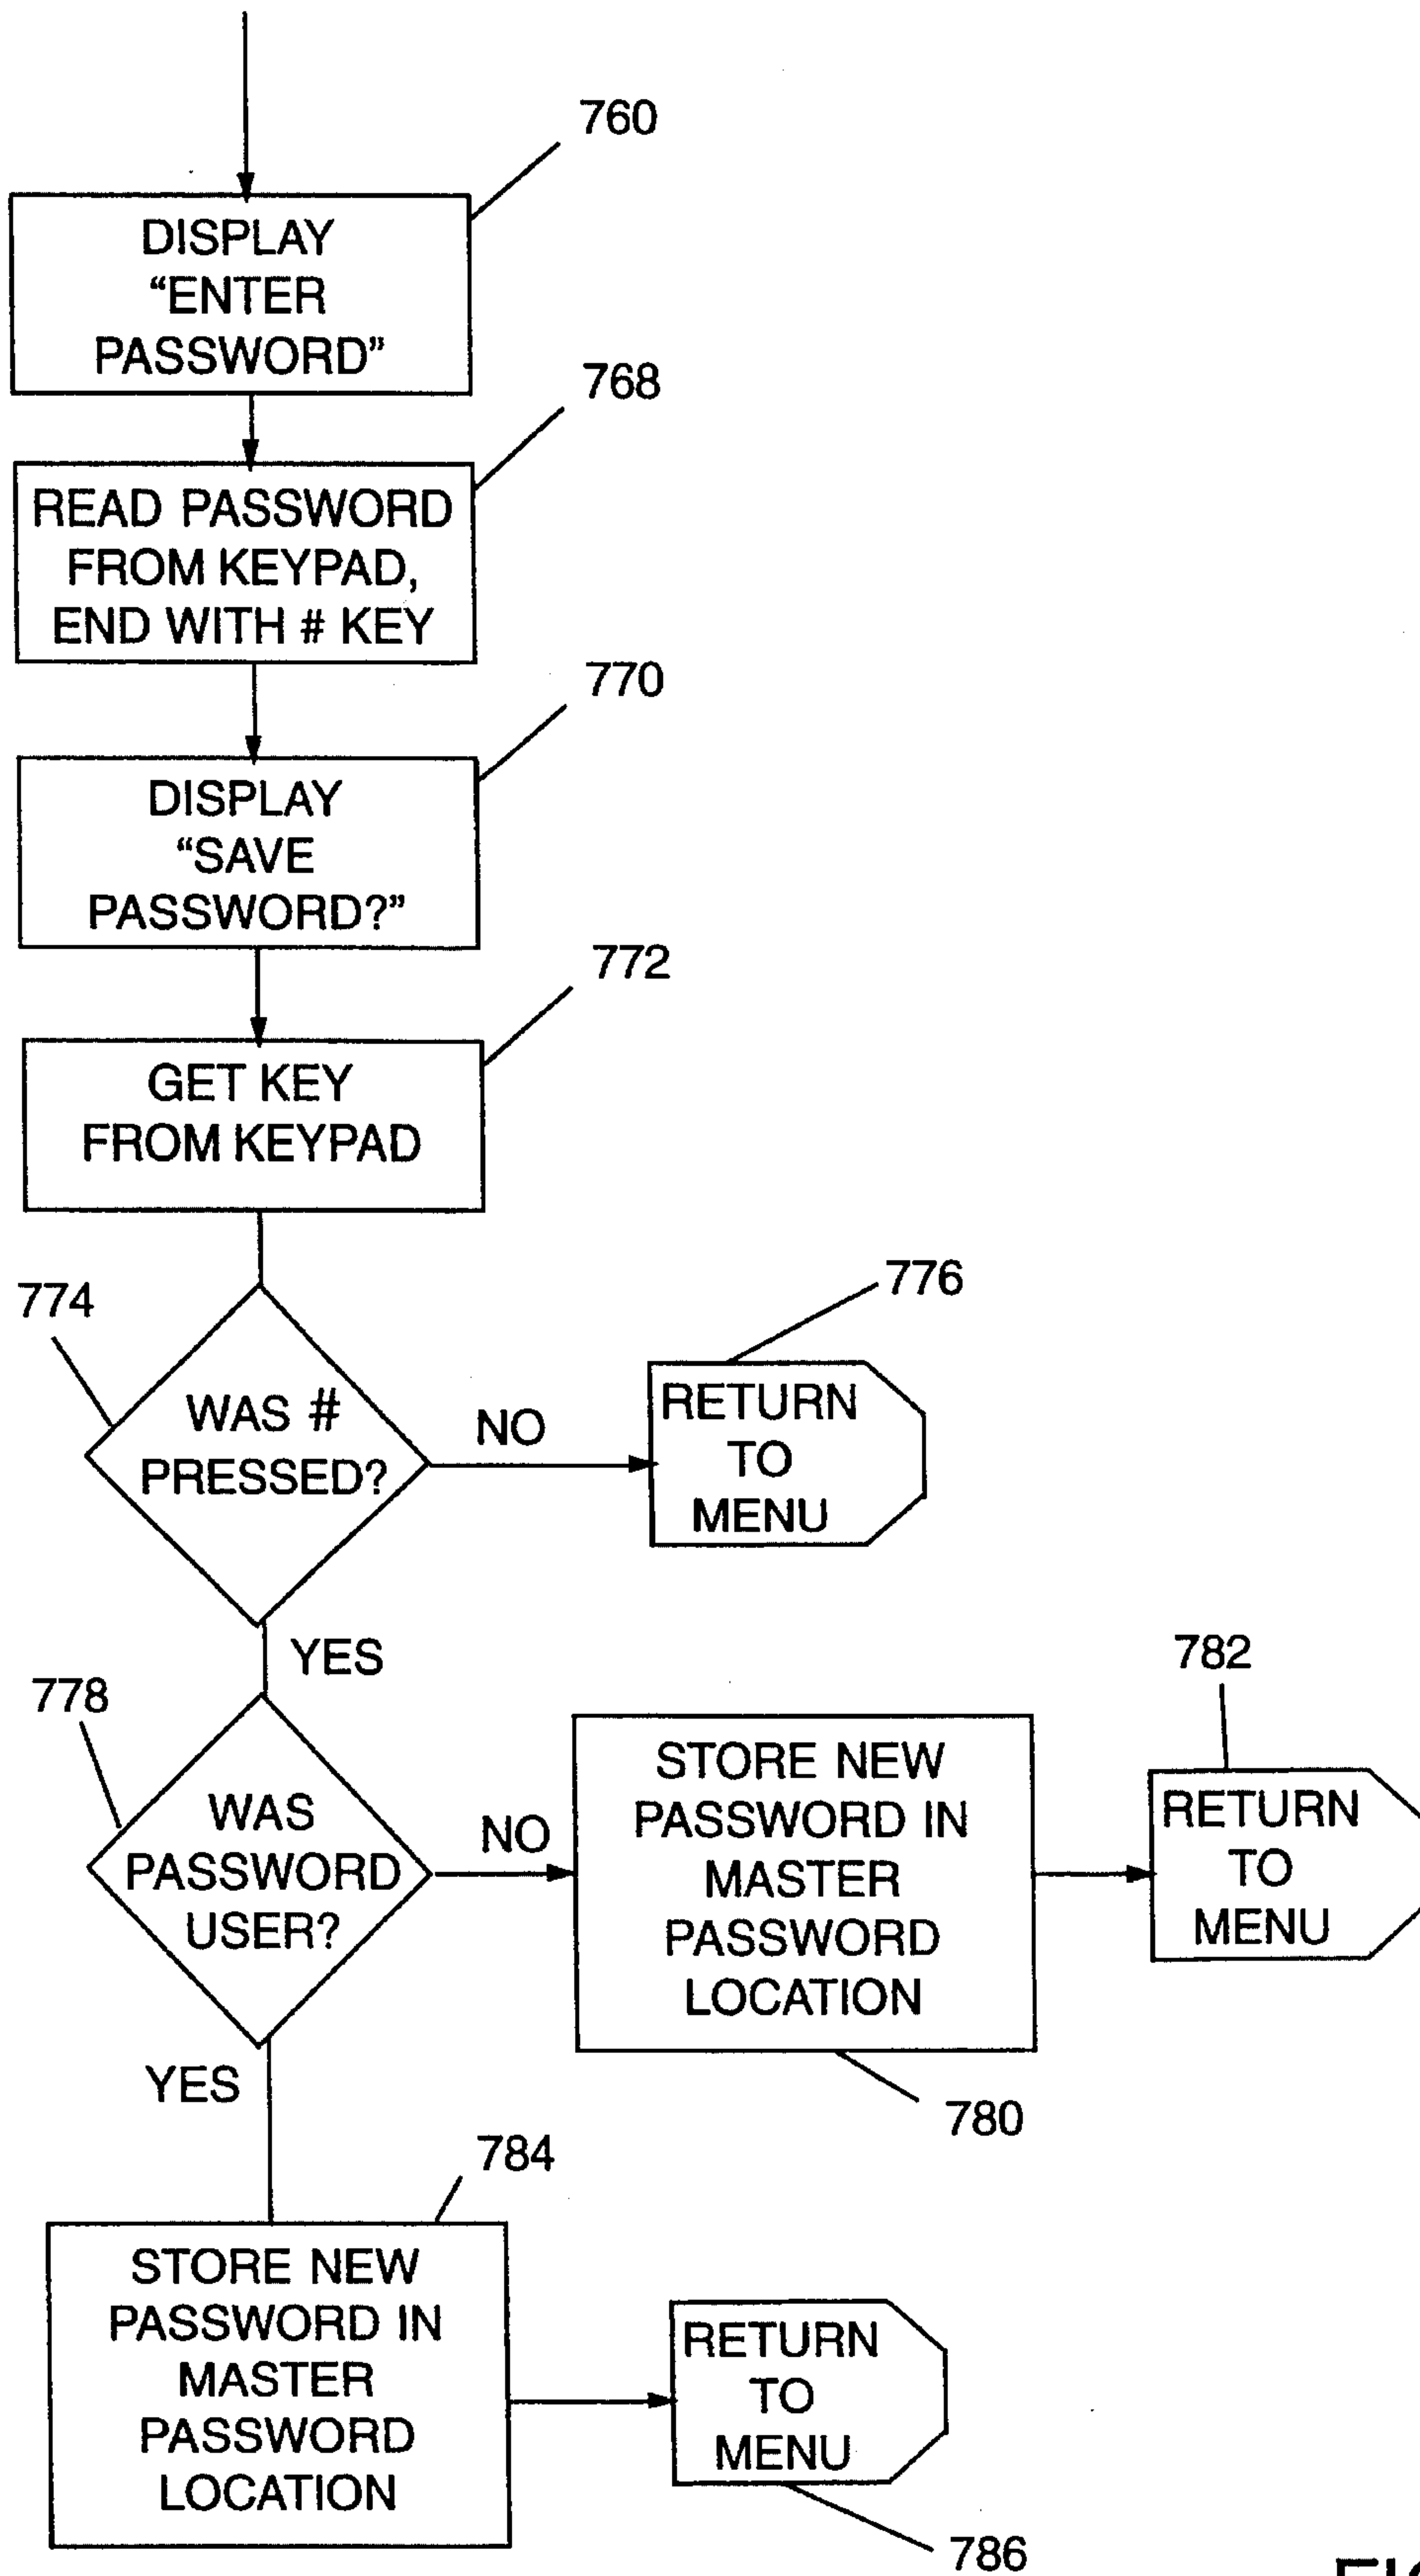 760
DISPLAY
“ENTER
PASSWORD”
768
READ PASSWORD
FROM KEYPAD,
END WITH # KEY
770
DISPLAY
“SAVE
PASSWORD?”
772
GET KEY
FROM KEYPAD
774
WAS #
PRESSED?
NO
776
RETURN
TO
MENU
YES
778
WAS
PASSWORD
USER?
NO
STORE NEW
PASSWORD IN
MASTER
PASSWORD
LOCATION
780
782
RETURN
TO
MENU
YES
784
STORE NEW
PASSWORD IN
MASTER
PASSWORD
LOCATION
RETURN
TO
MENU
786